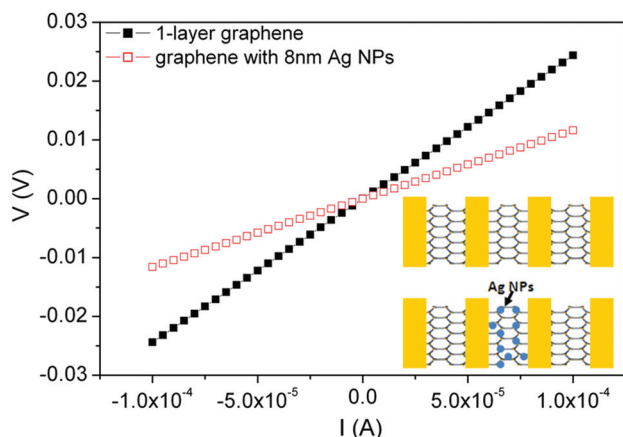 0.03
1-layer graphene
graphene with 8nm Ag NPs
0.02
0.01
0.00
-0.01
-0.02
-0.03
V (V)
Ag NPs
-1.0x10⁻⁴ -5.0x10⁻⁵ 0.0 5.0x10⁻⁵ 1.0x10⁻⁴
I (A)